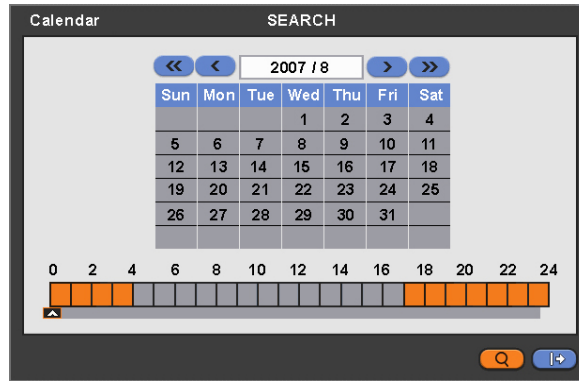 Calendar SEARCH
2007 / 8
Sun Mon Tue Wed Thu Fri Sat
1 2 3 4
5 6 7 8 9 10 11
12 13 14 15 16 17 18
19 20 21 22 23 24 25
26 27 28 29 30 31
0 2 4 6 8 10 12 14 16 18 20 22 24